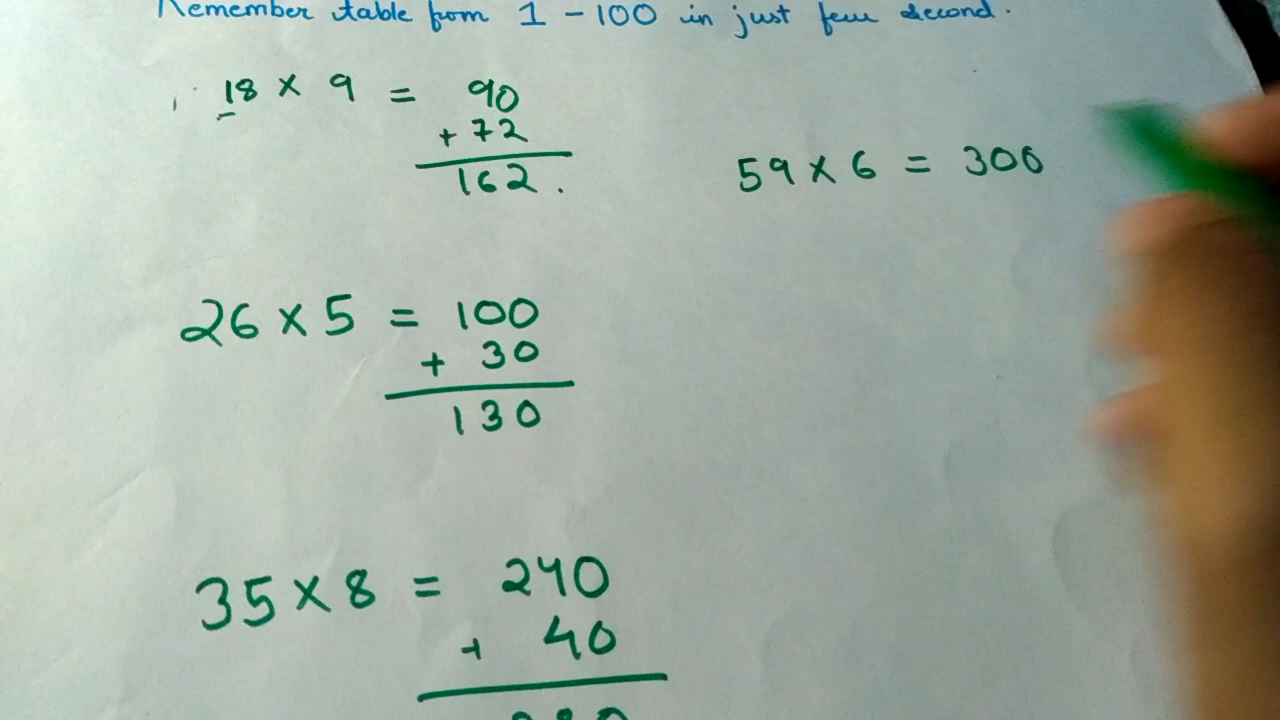 Remember table from 1 - 100 in just few second.
18 x 9 = 90
+ 72
162.
59 x 6 = 300
26 x 5 = 100
+ 30
130
35 x 8 = 240
+ 40